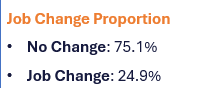 Job Change Proportion
• No Change: 75.1%
• Job Change: 24.9%